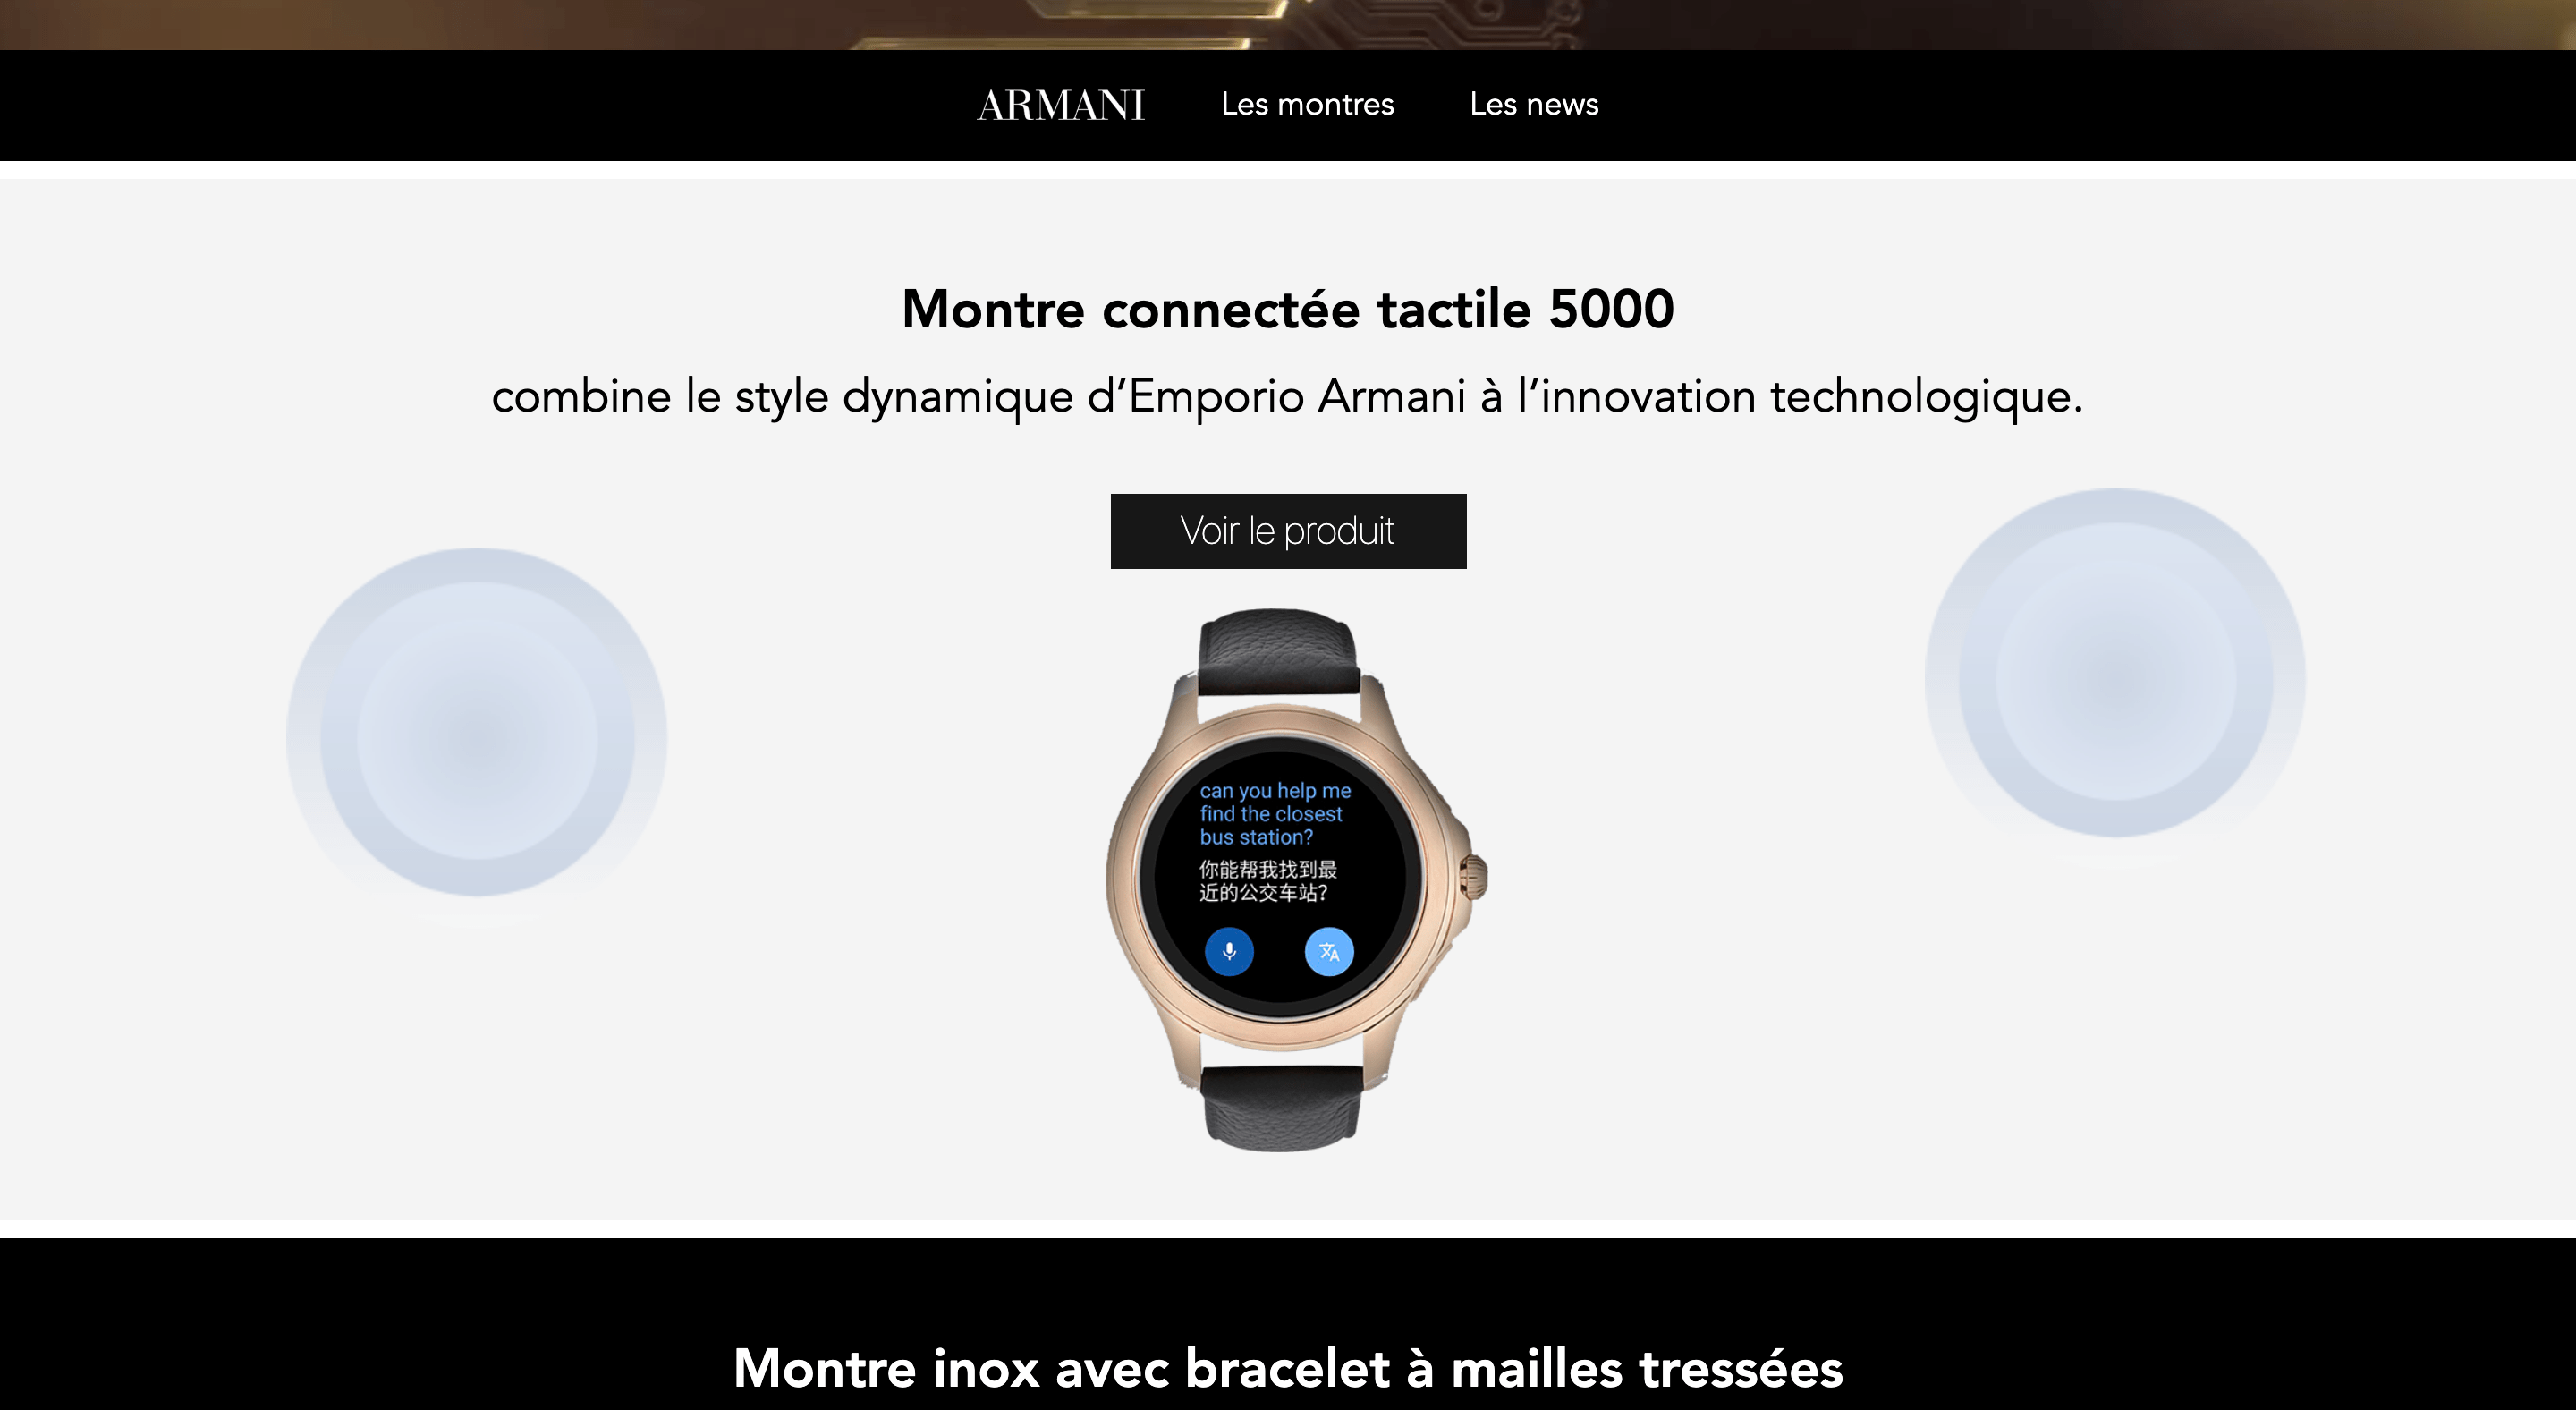 ARMANI Les montres Les news
Montre connectée tactile 5000
combine le style dynamique d’Emporio Armani à l’innovation technologique.
Voir le produit
can you help me
find the closest
bus station?
你能帮我找到最
近的公交车站?
Montre inox avec bracelet à mailles tressées